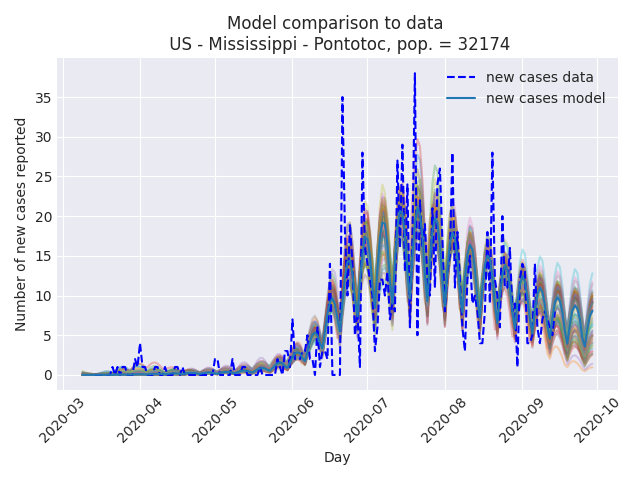 Model comparison to data
US - Mississippi - Pontotoc, pop. = 32174
new cases data
new cases model
Number of new cases reported
35
30
25
20
15
10
5
0
2020-03
2020-04
2020-05
2020-06
2020-07
2020-08
2020-09
2020-10
Day